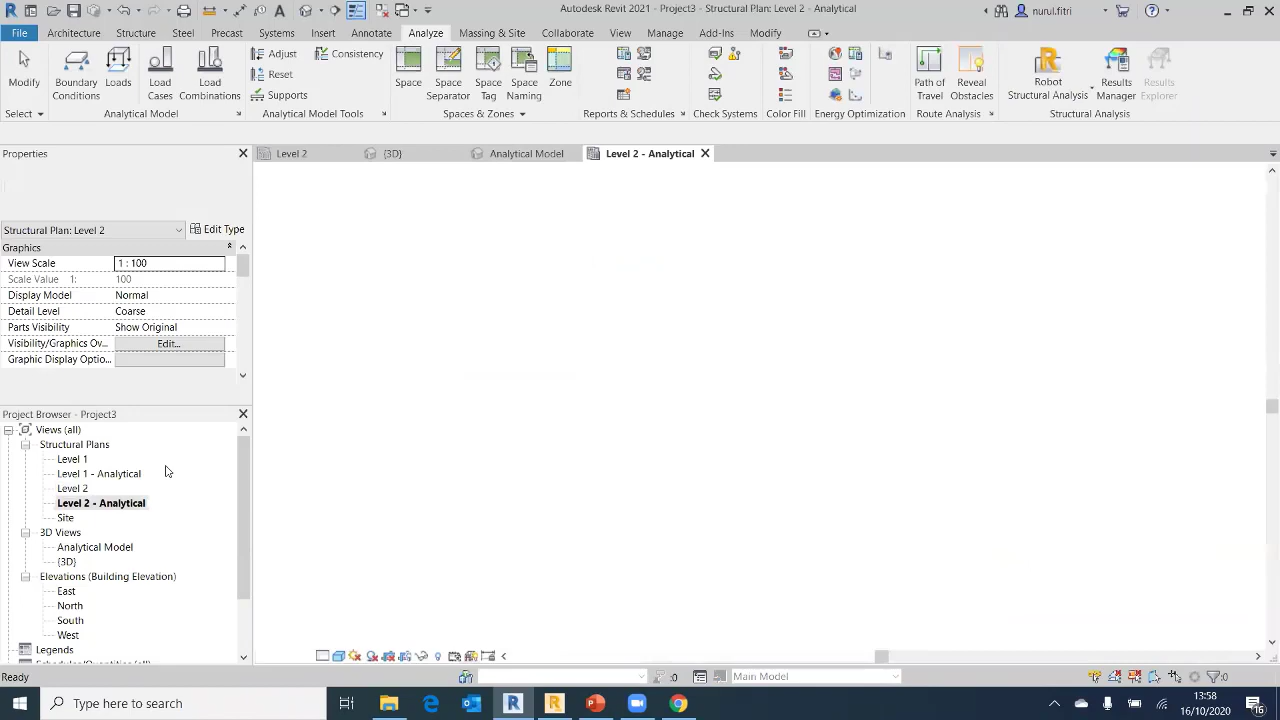 Autodesk Revit 2021 - Project3 - Structural Plan: Level 2 - Analytical
nurul.fitri
File Architecture Structure Steel Precast Systems Insert Annotate Analyze Massing & Site Collaborate View Manage Add-Ins Modify
Modify
Boundary Conditions
Loads
Load Cases
Load Combinations
Adjust
Reset
Supports
Consistency
Space
Space Separator
Space Tag
Space Naming
Zone
Path of Travel
Reveal Obstacles
Robot Structural Analysis
Results Manager
Results Explorer
Select
Analytical Model
Analytical Model Tools
Spaces & Zones
Reports & Schedules
Check Systems
Color Fill
Energy Optimization
Route Analysis
Structural Analysis
Properties
Level 2
{3D}
Analytical Model
Level 2 - Analytical
Structural Plan: Level 2
Edit Type
Graphics
View Scale 1 : 100
Scale Value 1: 100
Display Model Normal
Detail Level Coarse
Parts Visibility Show Original
Visibility/Graphics Ov... Edit...
Graphic Display Optio...
Project Browser - Project3
Views (all)
Structural Plans
Level 1
Level 1 - Analytical
Level 2
Level 2 - Analytical
Site
3D Views
Analytical Model
{3D}
Elevations (Building Elevation)
East
North
South
West
Legends
Schedules/Quantities (all)
Ready
:0
Main Model
:0
Type here to search
13:58
16/10/2020
16